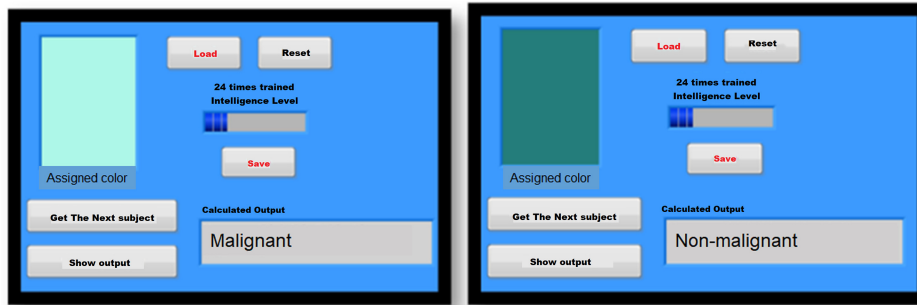 Load
Reset
24 times trained
Intelligence Level
Save
Assigned color
Get The Next subject
Calculated Output
Malignant
Show output
Load
Reset
24 times trained
Intelligence Level
Save
Assigned color
Get The Next subject
Calculated Output
Non-malignant
Show output